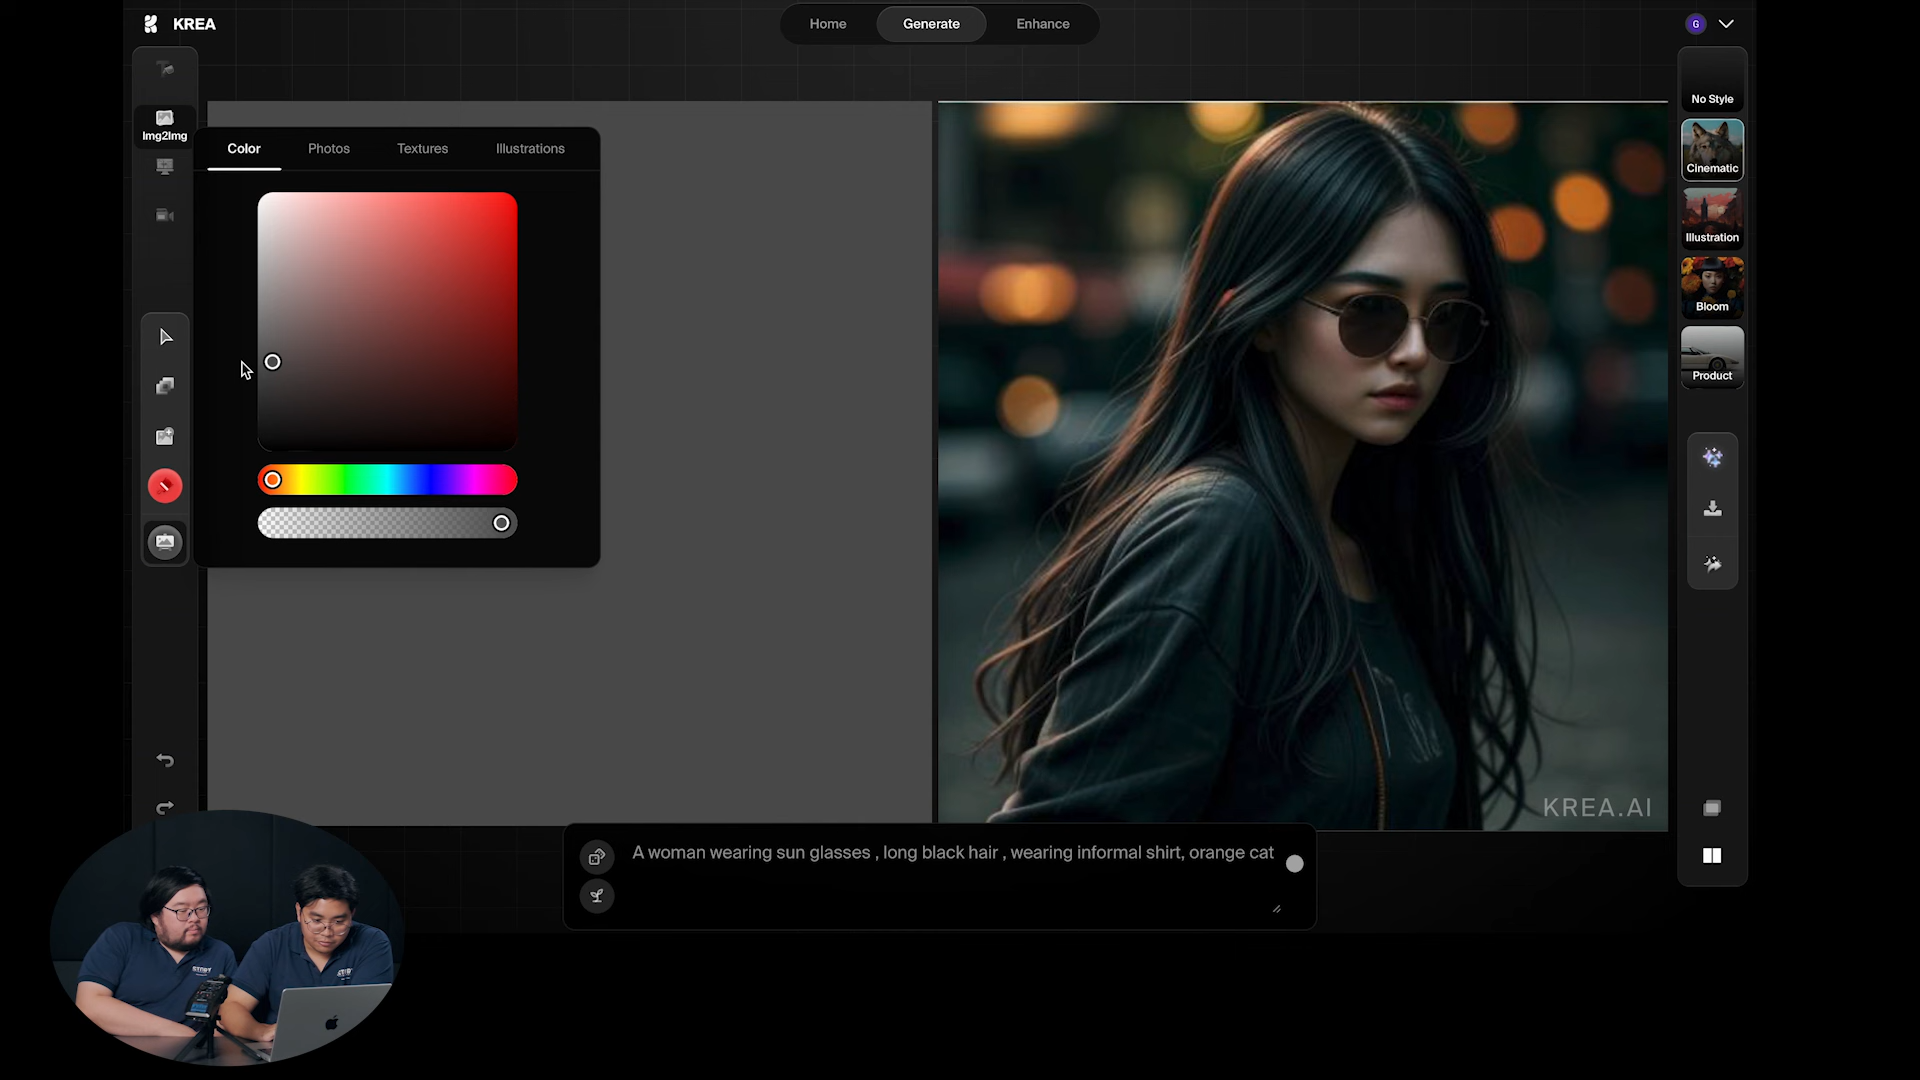 KREA
Home
Generate
Enhance
G
Img2Img
Color
Photos
Textures
Illustrations
No Style
Cinematic
Illustration
Bloom
Product
KREA.AI
A woman wearing sun glasses , long black hair , wearing informal shirt, orange cat